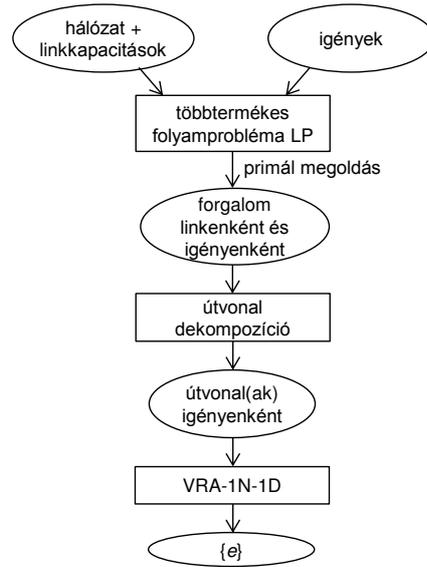 hálózat +
linkkapacitások
igények
többtermékes
folyamprobléma LP
primál megoldás
forgalom
linkenként és
igényenként
útvonal
dekompozíció
útvonal(ak)
igényenként
VRA-1N-1D
{e}